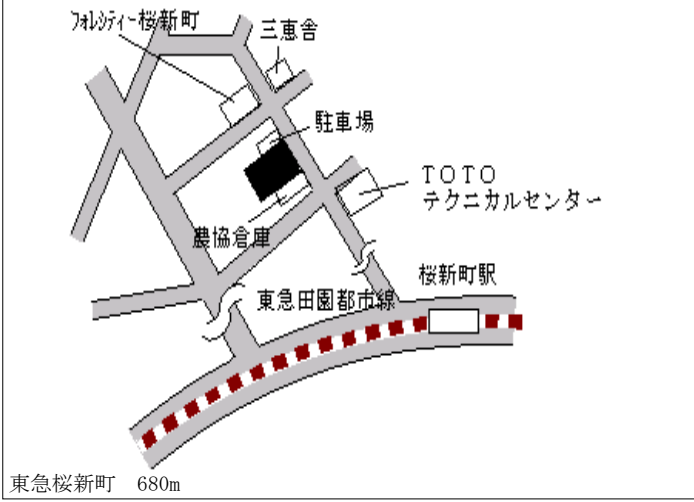 フォレシティー桜新町
三恵舎
駐車場
TOTO
テクニカルセンター
農協倉庫
桜新町駅
東急田園都市線
東急桜新町 680m